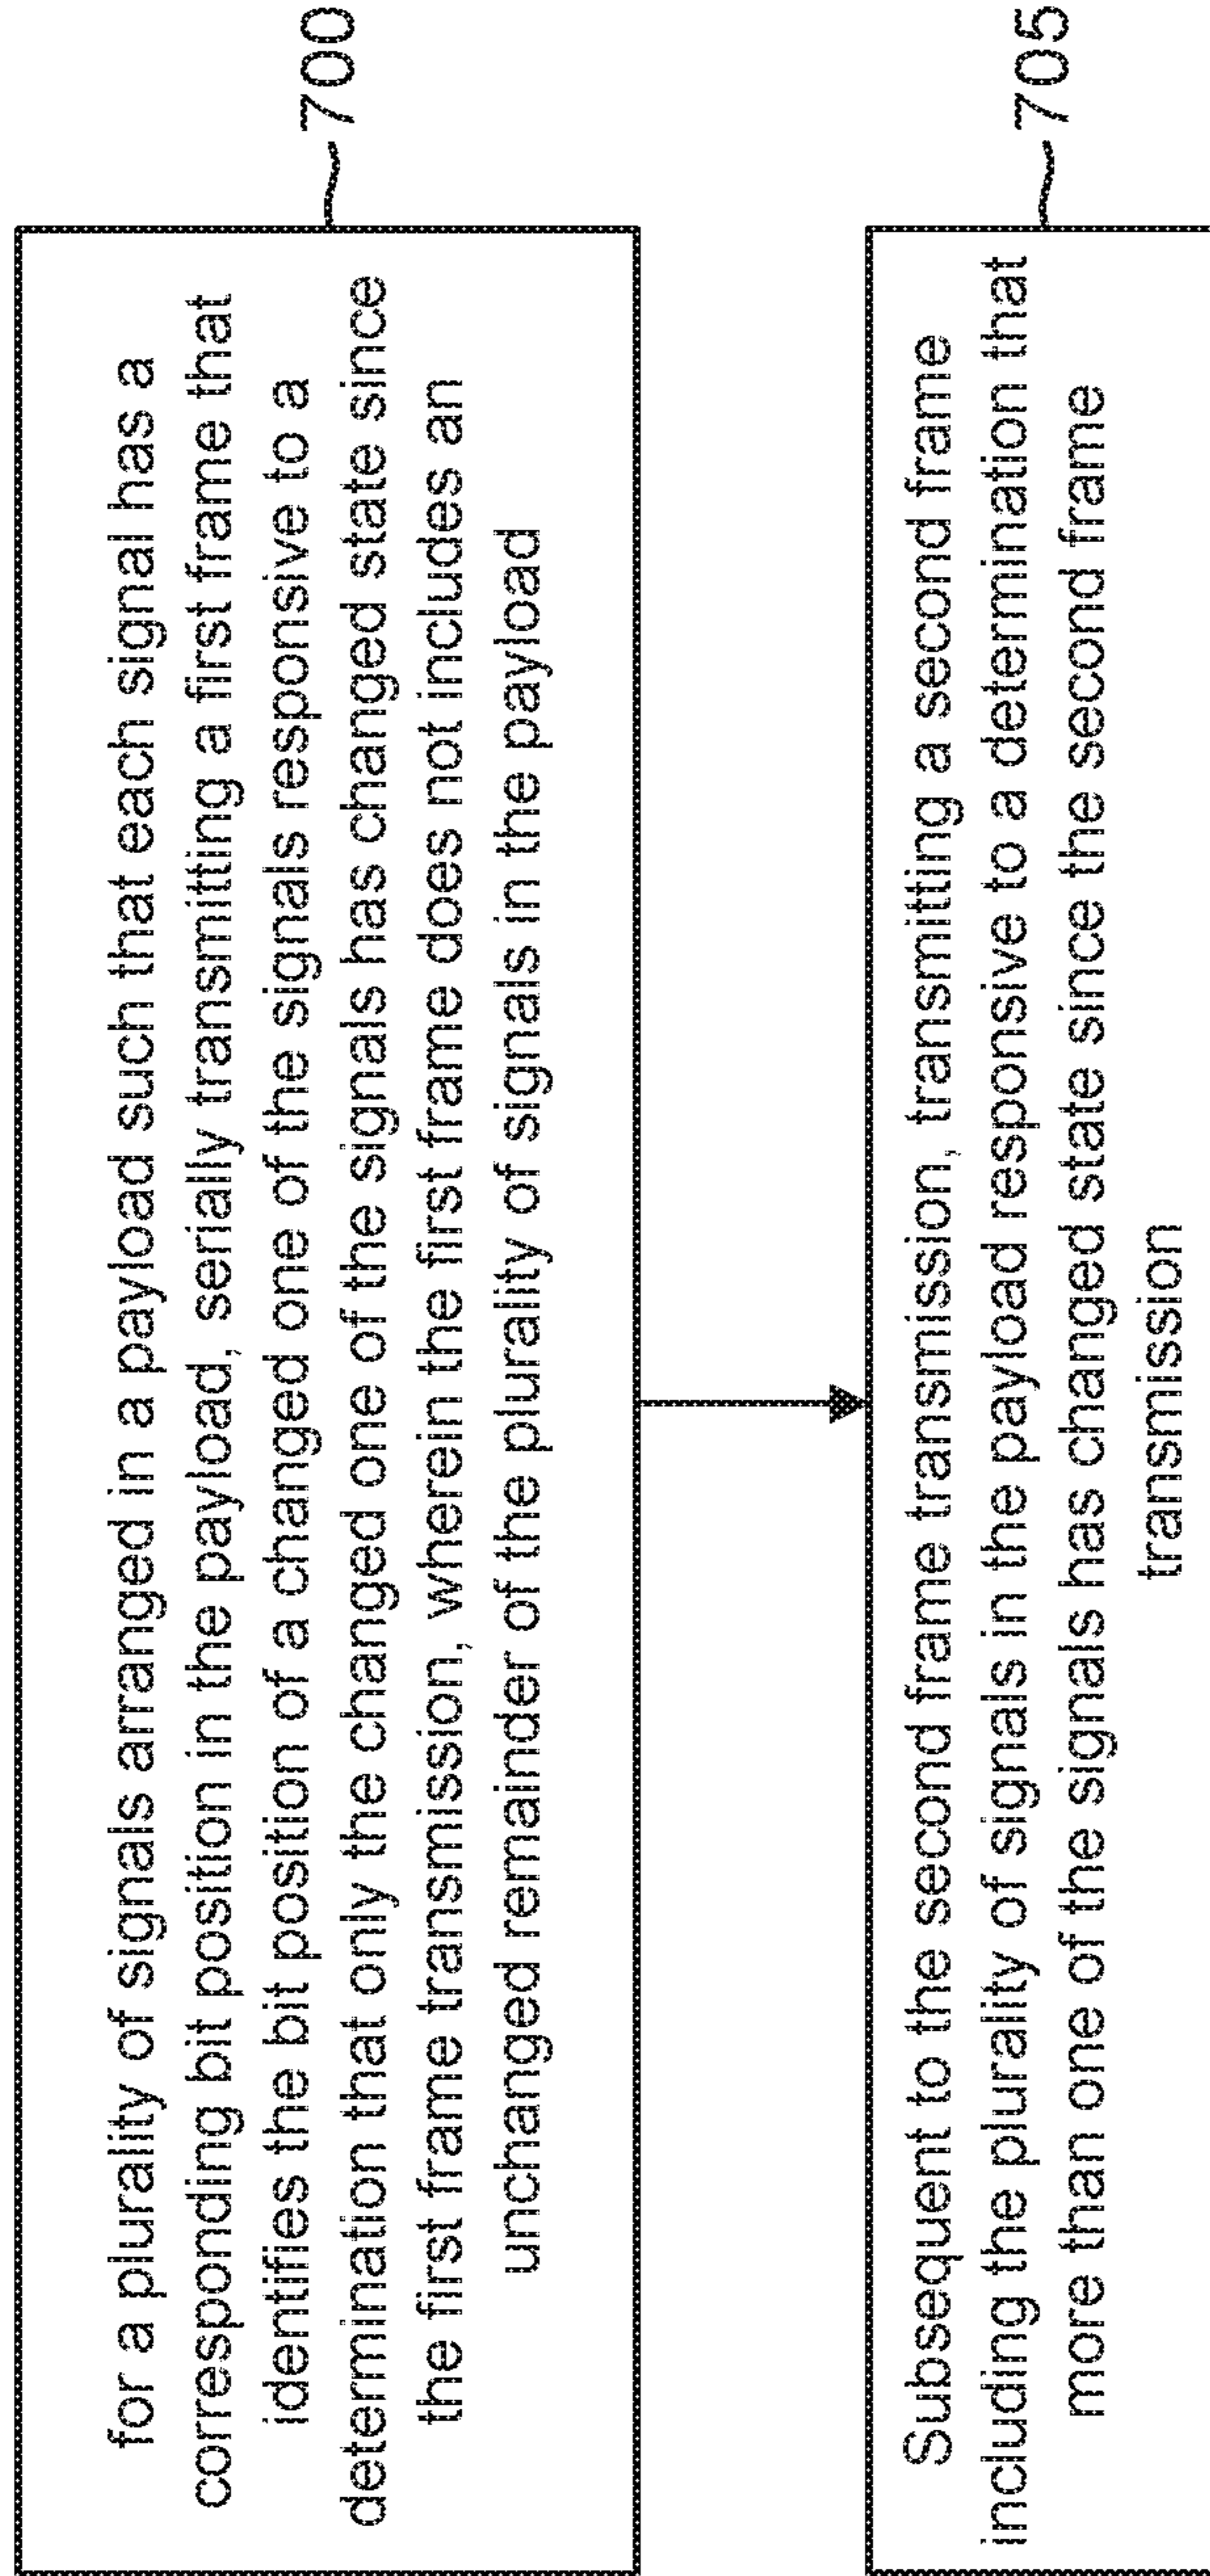 for a plurality of signals arranged in a payload such that each signal has a
corresponding bit position in the payload, serially transmitting a first frame that
identifies the bit position of a changed one of the signals responsive to a
determination that only the changed one of the signals has changed state since
the first frame transmission, wherein the first frame does not includes an
unchanged remainder of the plurality of signals in the payload
700
Subsequent to the second frame transmission, transmitting a second frame
including the plurality of signals in the payload responsive to a determination that
more than one of the signals has changed state since the second frame
transmission
705